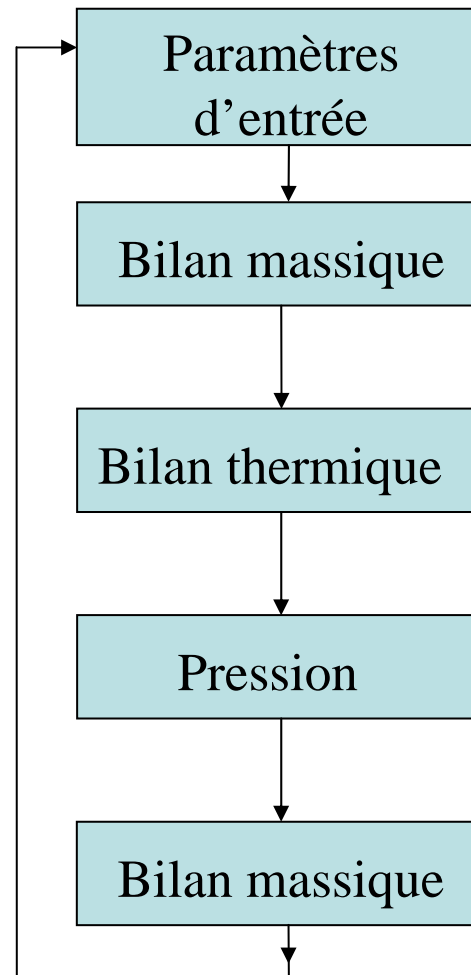 Paramètres
d’entrée
Bilan massique
Bilan thermique
Pression
Bilan massique